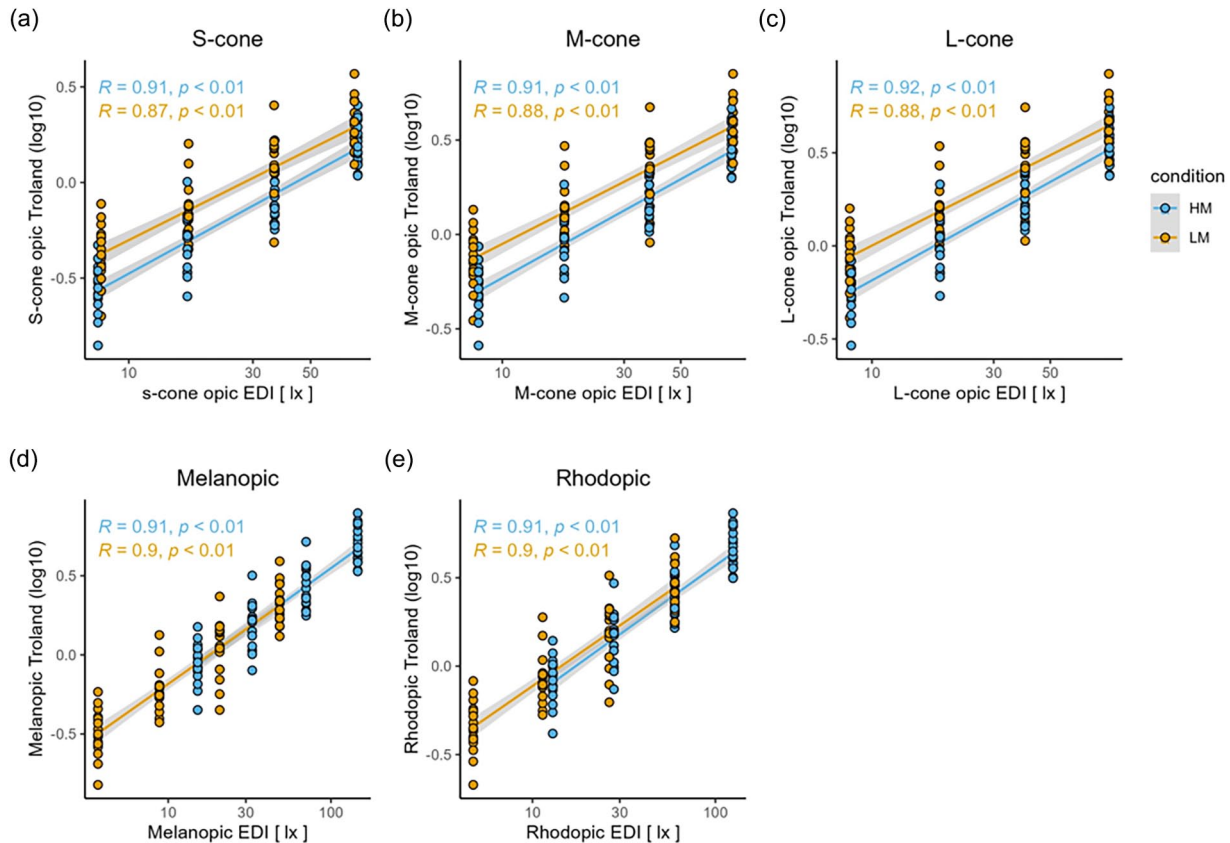 (a)
S-cone
R = 0.91, p < 0.01
R = 0.87, p < 0.01
0.5
0.0
-0.5
S-cone opic Troland (log10)
10
30
50
s-cone opic EDI [ lx ]
(b)
M-cone
R = 0.91, p < 0.01
R = 0.88, p < 0.01
0.5
0.0
-0.5
M-cone opic Troland (log10)
10
30
50
M-cone opic EDI [ lx ]
(c)
L-cone
R = 0.92, p < 0.01
R = 0.88, p < 0.01
0.5
0.0
-0.5
L-cone opic Troland (log10)
10
30
50
L-cone opic EDI [ lx ]
condition
HM
LM
(d)
Melanopic
R = 0.91, p < 0.01
R = 0.9, p < 0.01
0.5
0.0
-0.5
Melanopic Troland (log10)
10
30
100
Melanopic EDI [ lx ]
(e)
Rhodopic
R = 0.91, p < 0.01
R = 0.9, p < 0.01
0.5
0.0
-0.5
Rhodopic Troland (log10)
10
30
100
Rhodopic EDI [ lx ]